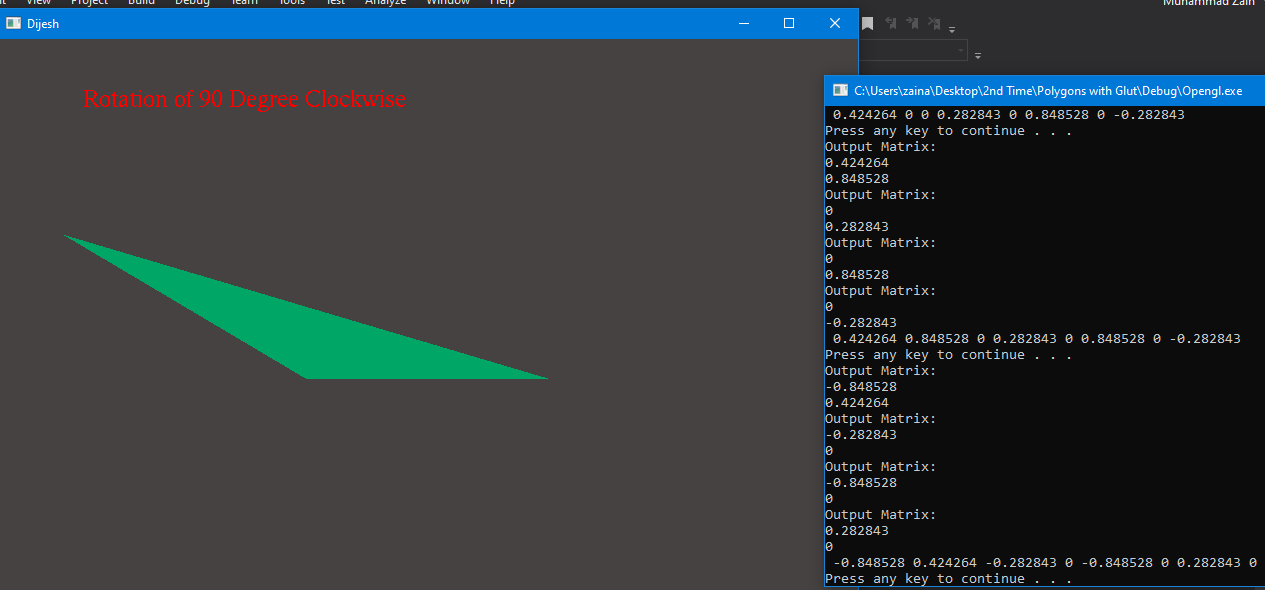 View Project Build Debug Team Tools Test Analyze Window Help
Muhammad Zain
Dijesh
Rotation of 90 Degree Clockwise
C:\Users\zaina\Desktop\2nd Time\Polygons with Glut\Debug\Opengl.exe
0.424264 0 0 0.282843 0 0.848528 0 -0.282843
Press any key to continue . . .
Output Matrix:
0.424264
0.848528
Output Matrix:
0
0.282843
Output Matrix:
0
0.848528
Output Matrix:
0
-0.282843
0.424264 0.848528 0 0.282843 0 0.848528 0 -0.282843
Press any key to continue . . .
Output Matrix:
-0.848528
0.424264
Output Matrix:
-0.282843
0
Output Matrix:
-0.848528
0
Output Matrix:
0.282843
0
-0.848528 0.424264 -0.282843 0 -0.848528 0 0.282843 0
Press any key to continue . . .